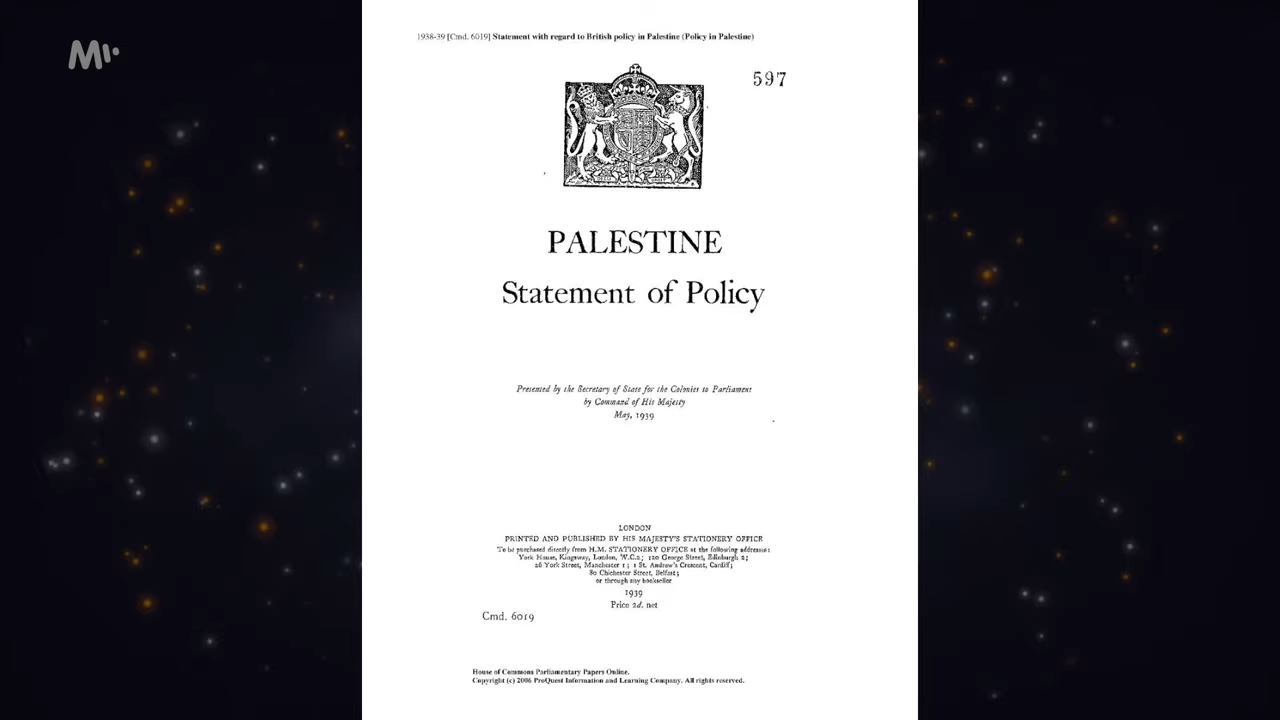 M
1938-39 [Cmd. 6019] Statement with regard to British policy in Palestine (Policy in Palestine)
597
PALESTINE
Statement of Policy
Presented by the Secretary of State for the Colonies to Parliament
by Command of His Majesty
May, 1939
LONDON
PRINTED AND PUBLISHED BY HIS MAJESTY'S STATIONERY OFFICE
To be purchased directly from H.M. STATIONERY OFFICE at the following addresses:
York House, Kingsway, London, W.C.2; 120 George Street, Edinburgh 2;
26 York Street, Manchester 1; 1 St. Andrew's Crescent, Cardiff;
80 Chichester Street, Belfast;
or through any bookseller
1939
Price 2d. net
Cmd. 6019
House of Commons Parliamentary Papers Online.
Copyright (c) 2006 ProQuest Information and Learning Company. All rights reserved.